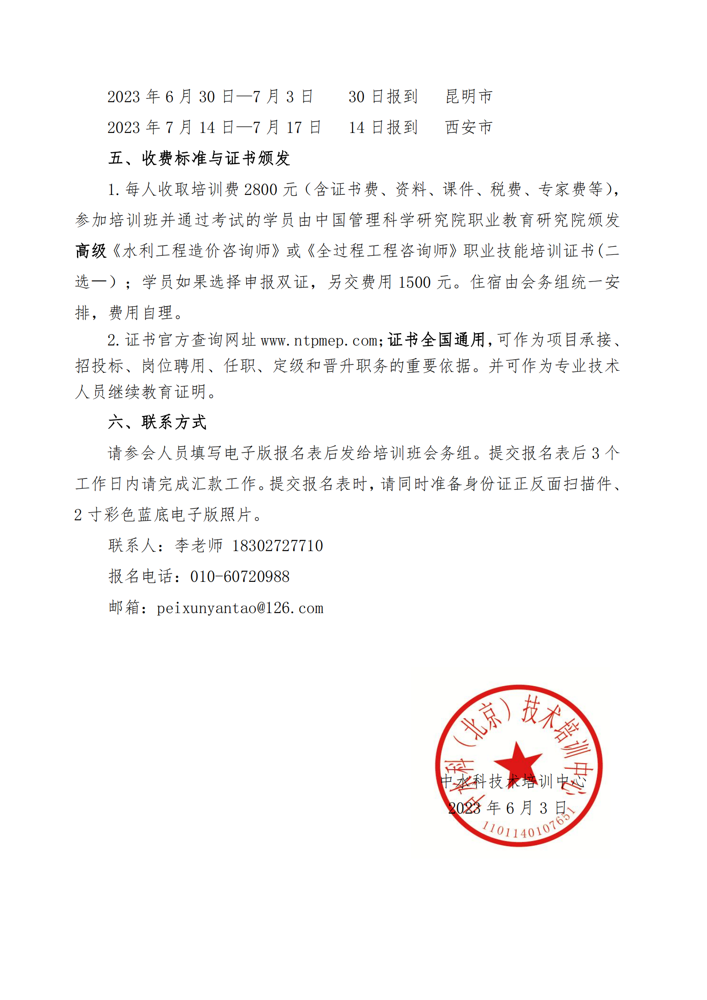 2023 年 6 月 30 日—7 月 3 日 30 日报到 昆明市
2023 年 7 月 14 日—7 月 17 日 14 日报到 西安市
五、收费标准与证书颁发
1. 每人收取培训费 2800 元（含证书费、资料、课件、税费、专家费等），
参加培训班并通过考试的学员由中国管理科学研究院职业教育研究院颁发
高级《水利工程造价咨询师》或《全过程工程咨询师》职业技能培训证书(二
选一）；学员如果选择申报双证，另交费用 1500 元。住宿由会务组统一安
排，费用自理。
2. 证书官方查询网址 www.ntpmep.com;证书全国通用,可作为项目承接、
招投标、岗位聘用、任职、定级和晋升职务的重要依据。并可作为专业技术
人员继续教育证明。
六、联系方式
请参会人员填写电子版报名表后发给培训班会务组。提交报名表后 3 个
工作日内请完成汇款工作。提交报名表时，请同时准备身份证正反面扫描件、
2 寸彩色蓝底电子版照片。
联系人：李老师 18302727710
报名电话：010-60720988
邮箱：peixunyantao@126.com
中水科（北京）技术培训中心
中水科技术培训中心
2023 年 6 月 3 日
1101140107651